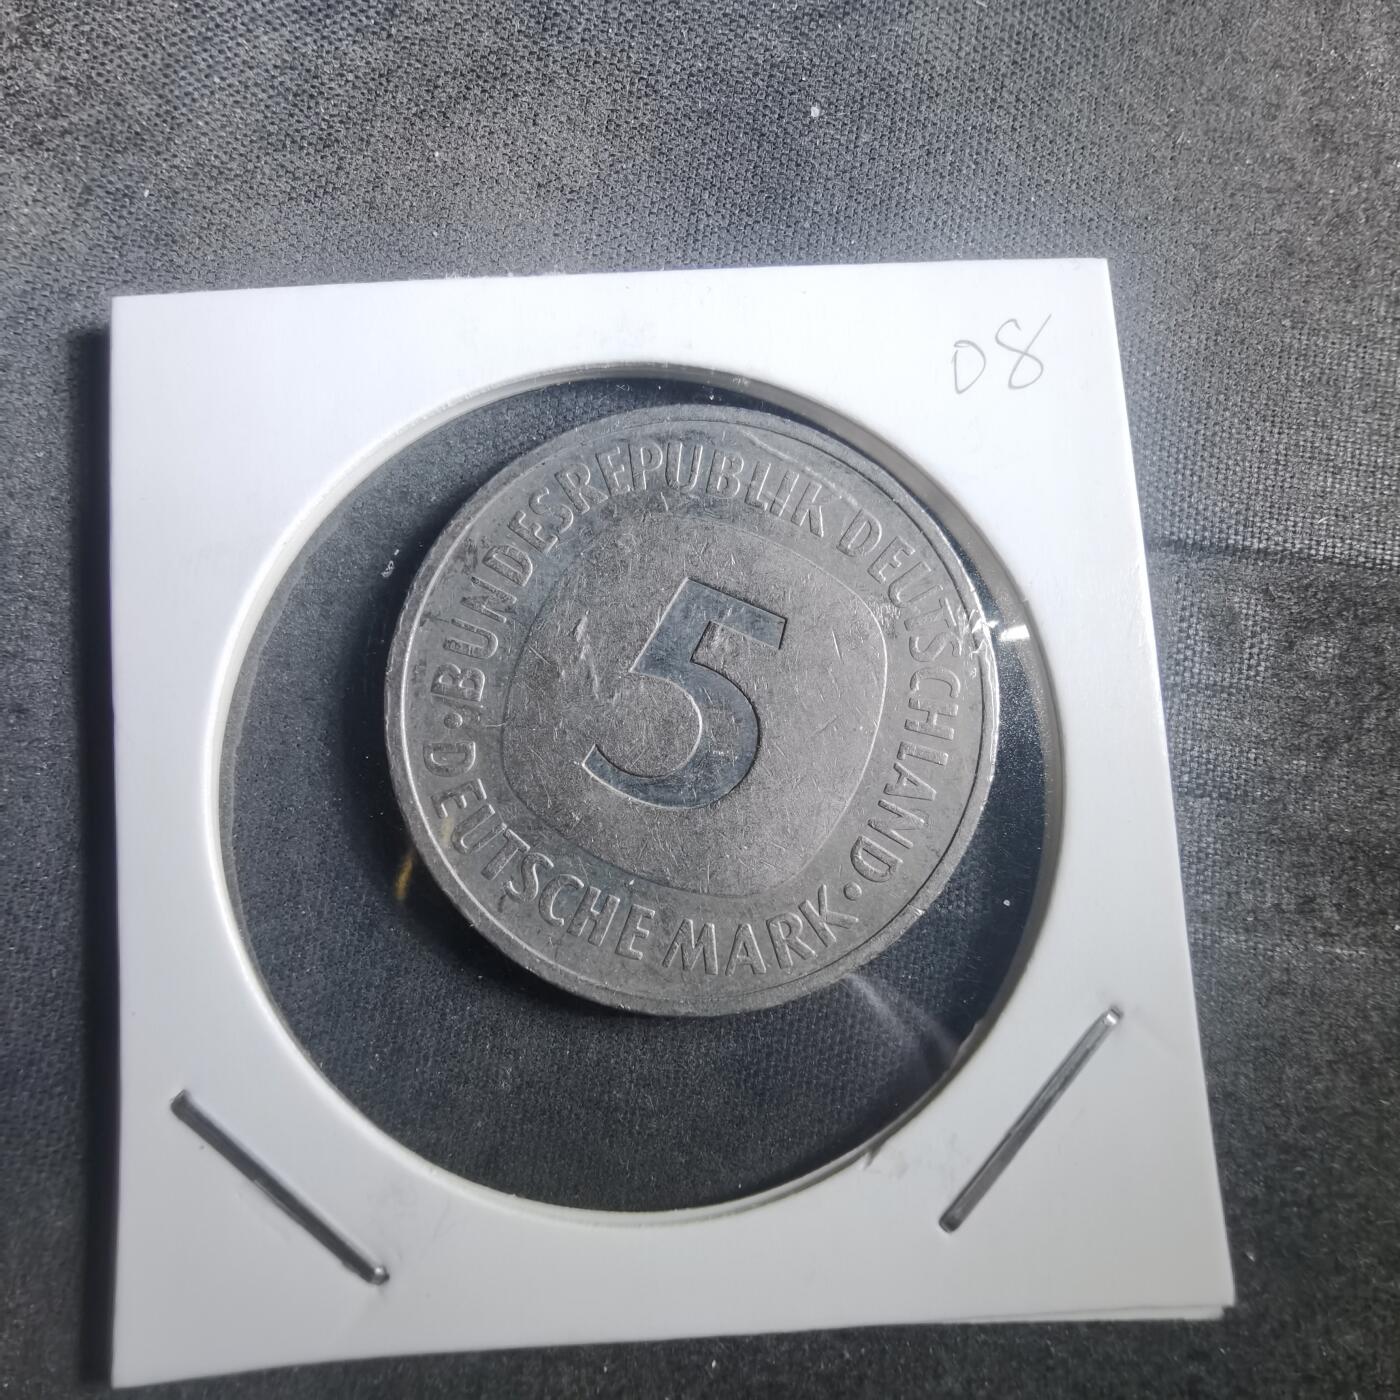 08
·BUNDESREPUBLIK DEUTSCHLAND·
5
DEUTSCHE MARK